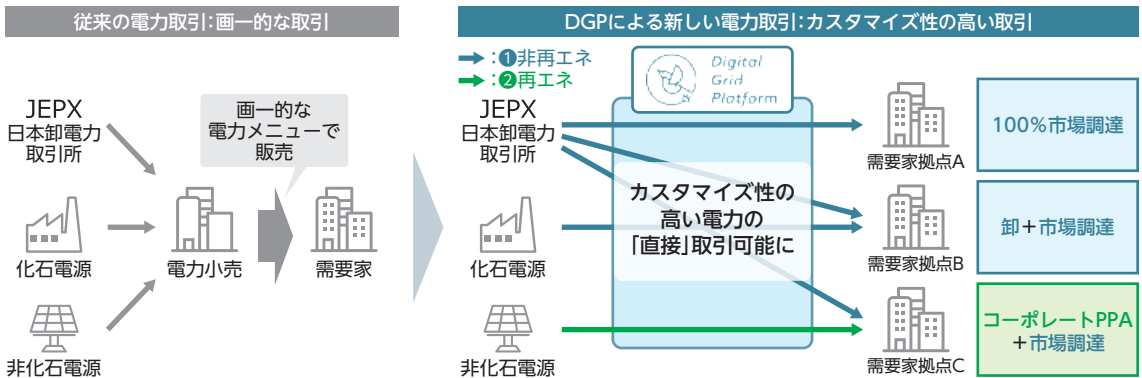 従来の電力取引：画一的な取引
JEPX
日本卸電力
取引所
化石電源
非化石電源
電力小売
画一的な
電力メニューで
販売
需要家
DGPによる新しい電力取引：カスタマイズ性の高い取引
：❶非再エネ
：❷再エネ
Digital
Grid
Platform
JEPX
日本卸電力
取引所
化石電源
非化石電源
カスタマイズ性の
高い電力の
「直接」取引可能に
需要家拠点A
100%市場調達
需要家拠点B
卸＋市場調達
需要家拠点C
コーポレートPPA
＋市場調達